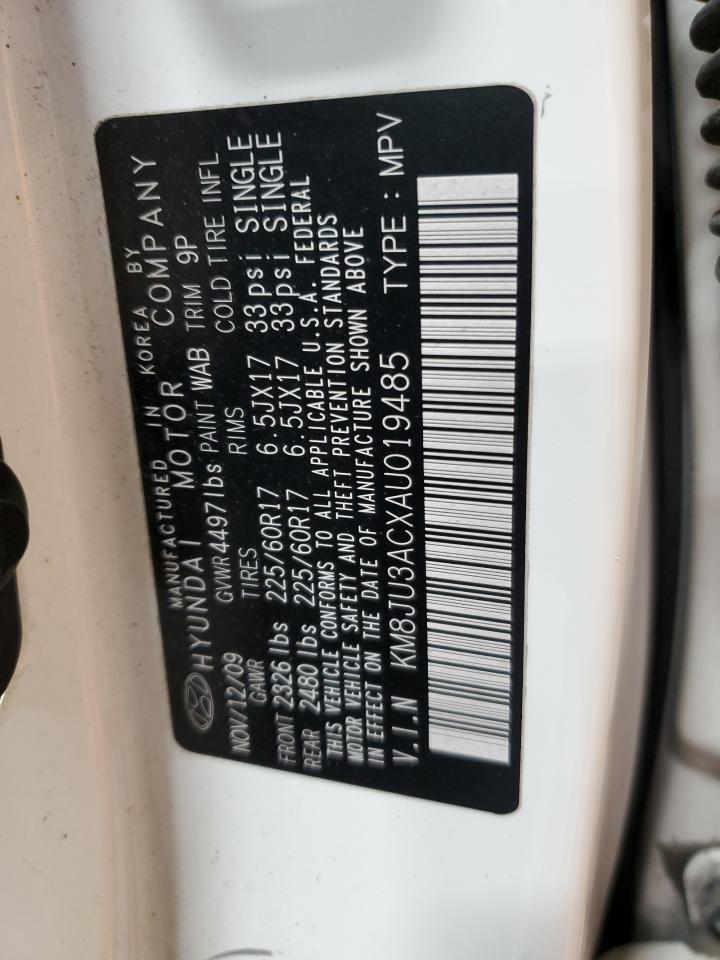 MANUFACTURED IN KOREA BY
HYUNDAI MOTOR COMPANY
NOV/12/09 GVWR4497lbs PAINT WAB TRIM 9P
GAWR TIRES RIMS COLD TIRE INFL
FRONT 2326 lbs 225/60R17 6.5JX17 33psi SINGLE
REAR 2480 lbs 225/60R17 6.5JX17 33psi SINGLE
THIS VEHICLE CONFORMS TO ALL APPLICABLE U.S.A. FEDERAL
MOTOR VEHICLE SAFETY AND THEFT PREVENTION STANDARDS
IN EFFECT ON THE DATE OF MANUFACTURE SHOWN ABOVE
V.I.N KM8JU3ACXAU019485 TYPE : MPV